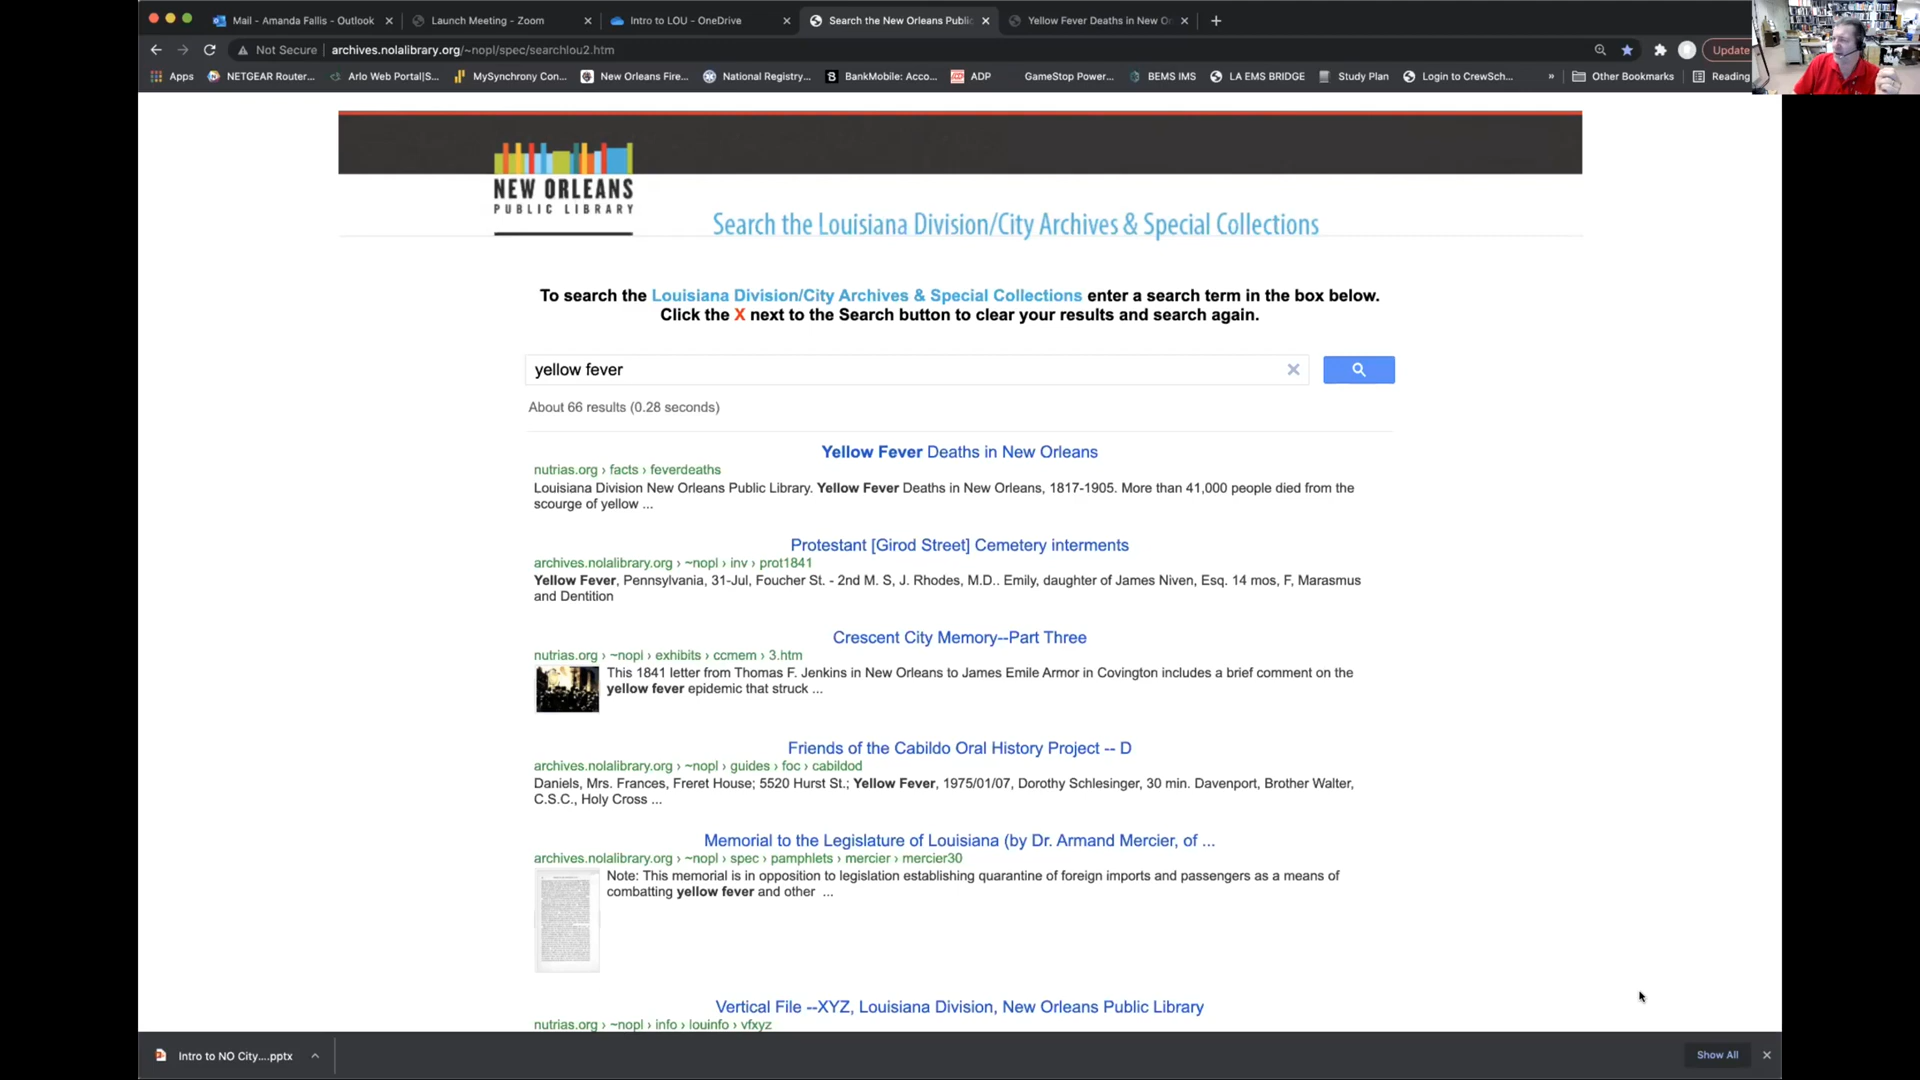 Mail - Amanda Fallis - Outlook
Launch Meeting - Zoom
Intro to LOU - OneDrive
Search the New Orleans Public
Yellow Fever Deaths in New Or
Not Secure
archives.nolalibrary.org/~nopl/spec/searchlou2.htm
Update
Apps
NETGEAR Router...
Arlo Web Portal|S...
MySynchrony Con...
New Orleans Fire...
National Registry...
BankMobile: Acco...
ADP
GameStop Power...
BEMS IMS
LA EMS BRIDGE
Study Plan
Login to CrewSch...
»
Other Bookmarks
Reading
NEW ORLEANS
PUBLIC LIBRARY
Search the Louisiana Division/City Archives & Special Collections
To search the Louisiana Division/City Archives & Special Collections enter a search term in the box below.
Click the X next to the Search button to clear your results and search again.
yellow fever
About 66 results (0.28 seconds)
Yellow Fever Deaths in New Orleans
nutrias.org › facts › feverdeaths
Louisiana Division New Orleans Public Library. Yellow Fever Deaths in New Orleans, 1817-1905. More than 41,000 people died from the
scourge of yellow ...
Protestant [Girod Street] Cemetery interments
archives.nolalibrary.org › ~nopl › inv › prot1841
Yellow Fever, Pennsylvania, 31-Jul, Foucher St. - 2nd M. S, J. Rhodes, M.D.. Emily, daughter of James Niven, Esq. 14 mos, F, Marasmus
and Dentition
Crescent City Memory--Part Three
nutrias.org › ~nopl › exhibits › ccmem › 3.htm
This 1841 letter from Thomas F. Jenkins in New Orleans to James Emile Armor in Covington includes a brief comment on the
yellow fever epidemic that struck ...
Friends of the Cabildo Oral History Project -- D
archives.nolalibrary.org › ~nopl › guides › foc › cabildod
Daniels, Mrs. Frances, Freret House; 5520 Hurst St.; Yellow Fever, 1975/01/07, Dorothy Schlesinger, 30 min. Davenport, Brother Walter,
C.S.C., Holy Cross ...
Memorial to the Legislature of Louisiana (by Dr. Armand Mercier, of ...
archives.nolalibrary.org › ~nopl › spec › pamphlets › mercier › mercier30
Note: This memorial is in opposition to legislation establishing quarantine of foreign imports and passengers as a means of
combatting yellow fever and other ...
Vertical File --XYZ, Louisiana Division, New Orleans Public Library
nutrias.org › ~nopl › info › louinfo › vfxyz
Intro to NO City....pptx
Show All